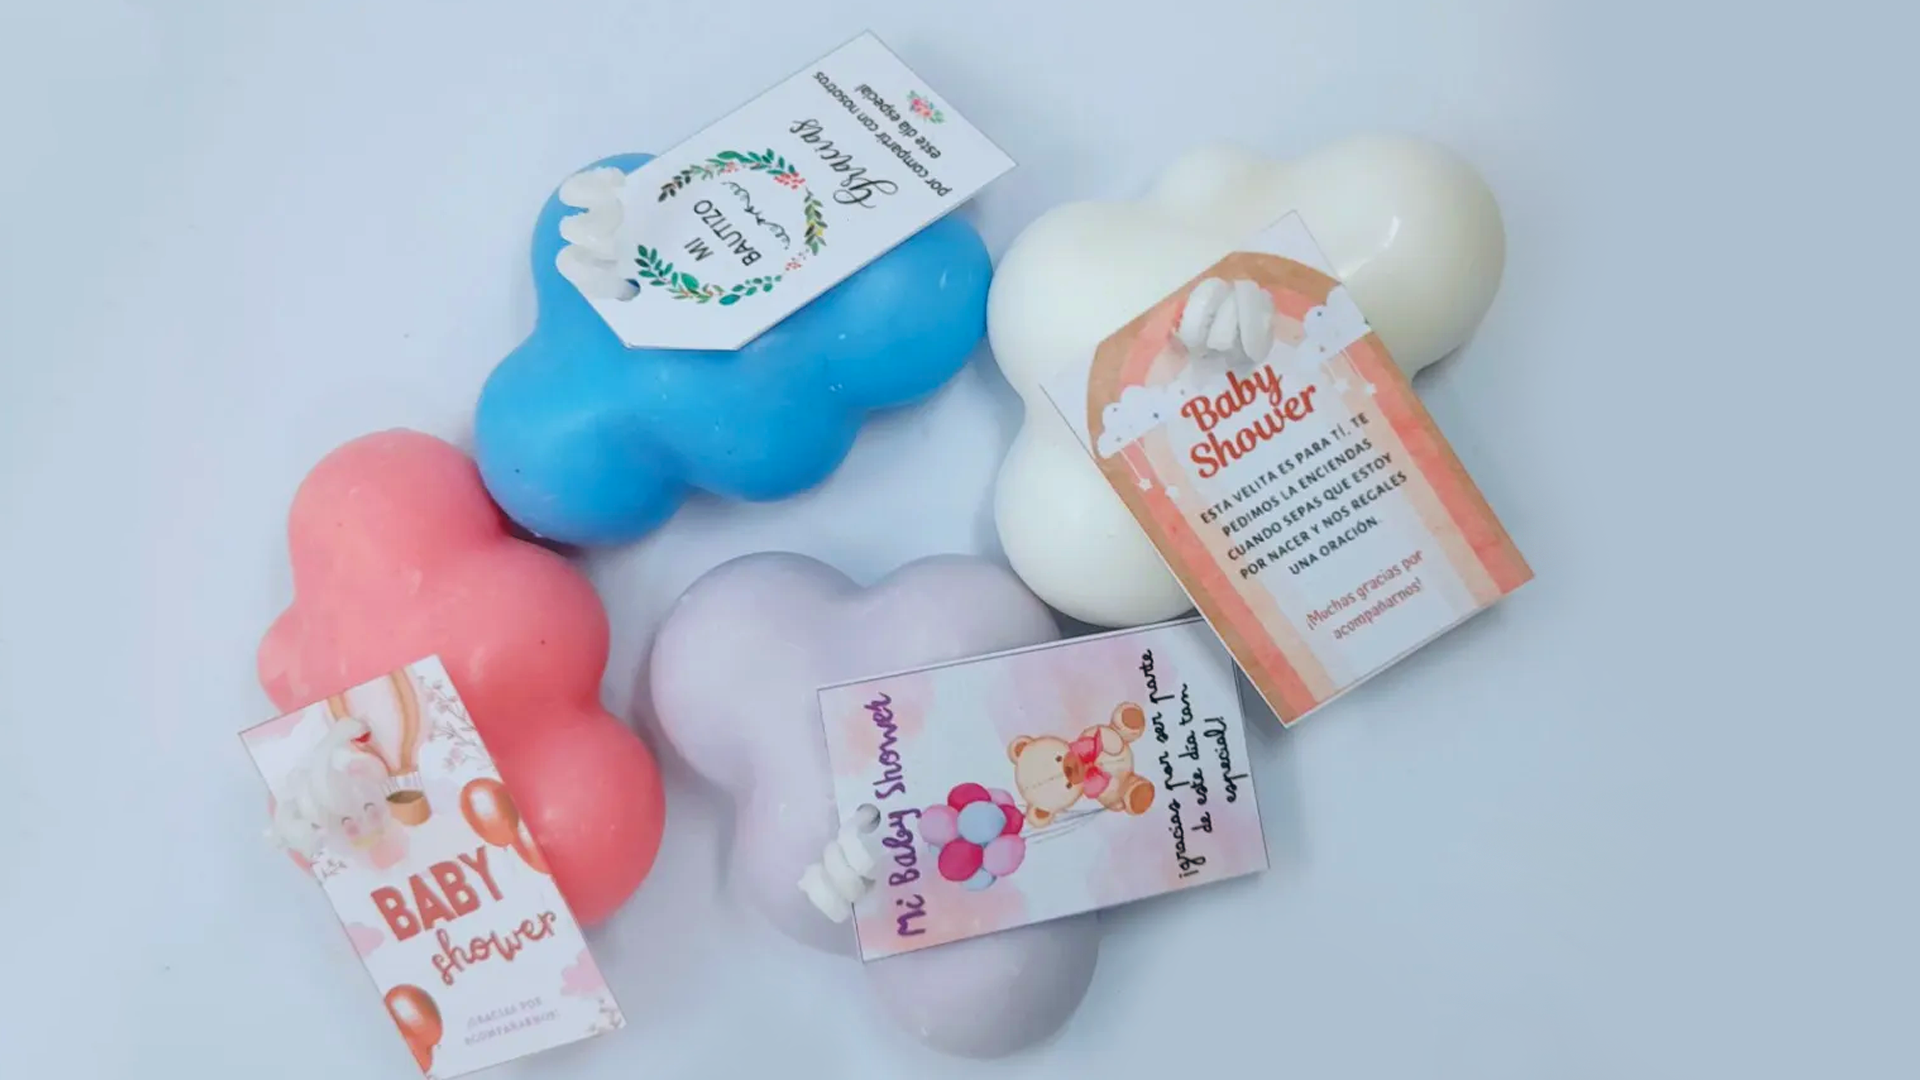 MI
BAUTIZO
Gracias
por compartir con nosotros
este día especial
Baby
Shower
ESTA VELITA ES PARA TÍ. TE
PEDIMOS LA ENCIENDAS
CUANDO SEPAS QUE ESTOY
POR NACER Y NOS REGALES
UNA ORACIÓN.
¡Muchas gracias por
acompañarnos!
Mi Baby Shower
¡gracias por ser parte
de este día tan
especial!
BABY
shower
¡GRACIAS POR
ACOMPAÑARNOS!